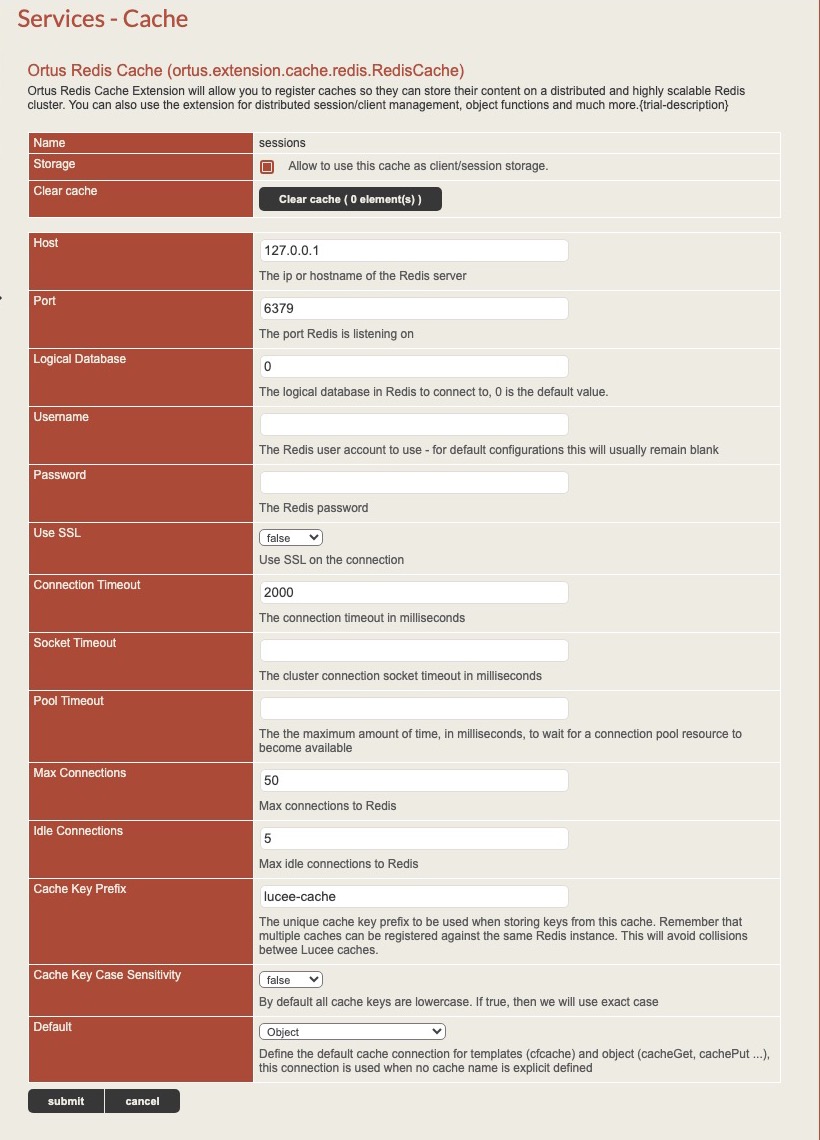 Services - Cache
Ortus Redis Cache (ortus.extension.cache.redis.RedisCache)
Ortus Redis Cache Extension will allow you to register caches so they can store their content on a distributed and highly scalable Redis
cluster. You can also use the extension for distributed session/client management, object functions and much more.{trial-description}
Name
sessions
Storage
Allow to use this cache as client/session storage.
Clear cache
Clear cache ( 0 element(s) )
Host
127.0.0.1
The ip or hostname of the Redis server
Port
6379
The port Redis is listening on
Logical Database
0
The logical database in Redis to connect to, 0 is the default value.
Username
The Redis user account to use - for default configurations this will usually remain blank
Password
The Redis password
Use SSL
false
Use SSL on the connection
Connection Timeout
2000
The connection timeout in milliseconds
Socket Timeout
The cluster connection socket timeout in milliseconds
Pool Timeout
The the maximum amount of time, in milliseconds, to wait for a connection pool resource to
become available
Max Connections
50
Max connections to Redis
Idle Connections
5
Max idle connections to Redis
Cache Key Prefix
lucee-cache
The unique cache key prefix to be used when storing keys from this cache. Remember that
multiple caches can be registered against the same Redis instance. This will avoid collisions
betwee Lucee caches.
Cache Key Case Sensitivity
false
By default all cache keys are lowercase. If true, then we will use exact case
Default
Object
Define the default cache connection for templates (cfcache) and object (cacheGet, cachePut ...),
this connection is used when no cache name is explicit defined
submit
cancel